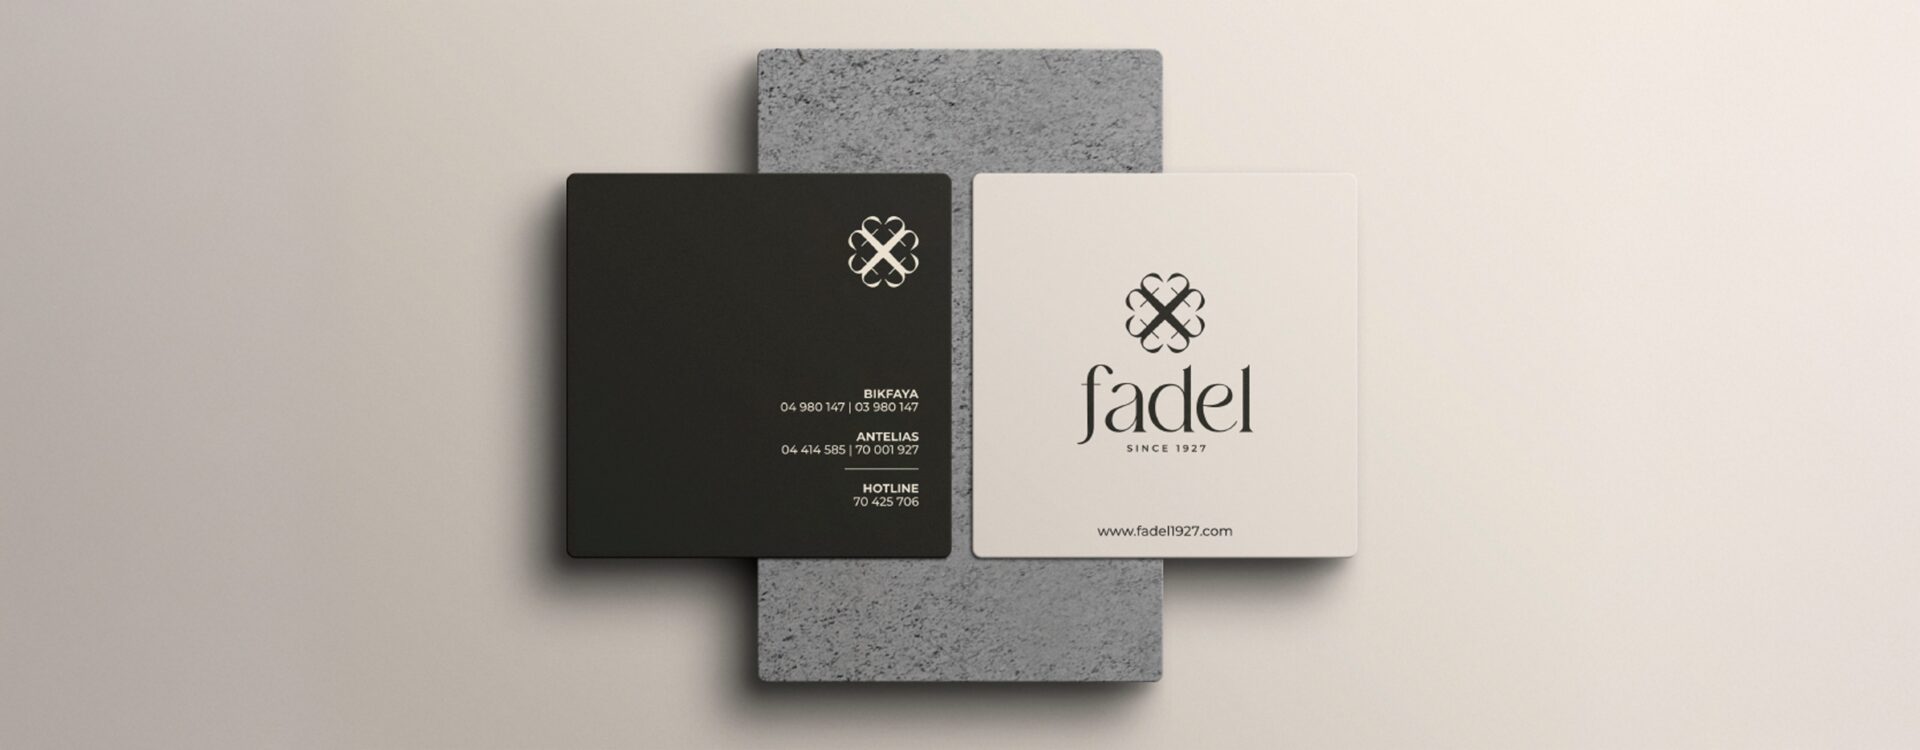 BIKFAYA
04 980 147 | 03 980 147
ANTELIAS
04 414 585 | 70 001 927
HOTLINE
70 425 706
fadel
SINCE 1927
www.fadel1927.com